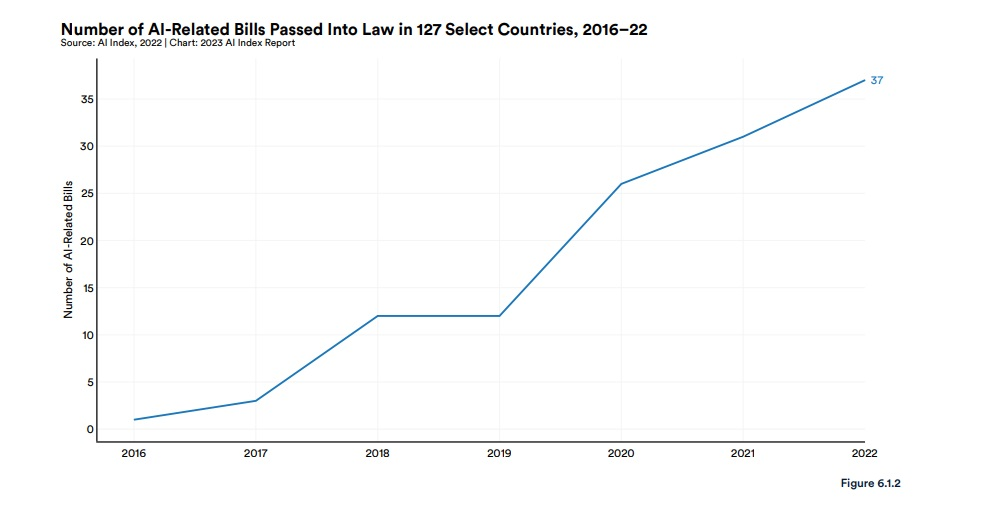 Number of AI-Related Bills Passed Into Law in 127 Select Countries, 2016–22
Source: AI Index, 2022 | Chart: 2023 AI Index Report
37
35
30
25
20
15
10
5
0
Number of AI-Related Bills
2016 2017 2018 2019 2020 2021 2022
Figure 6.1.2